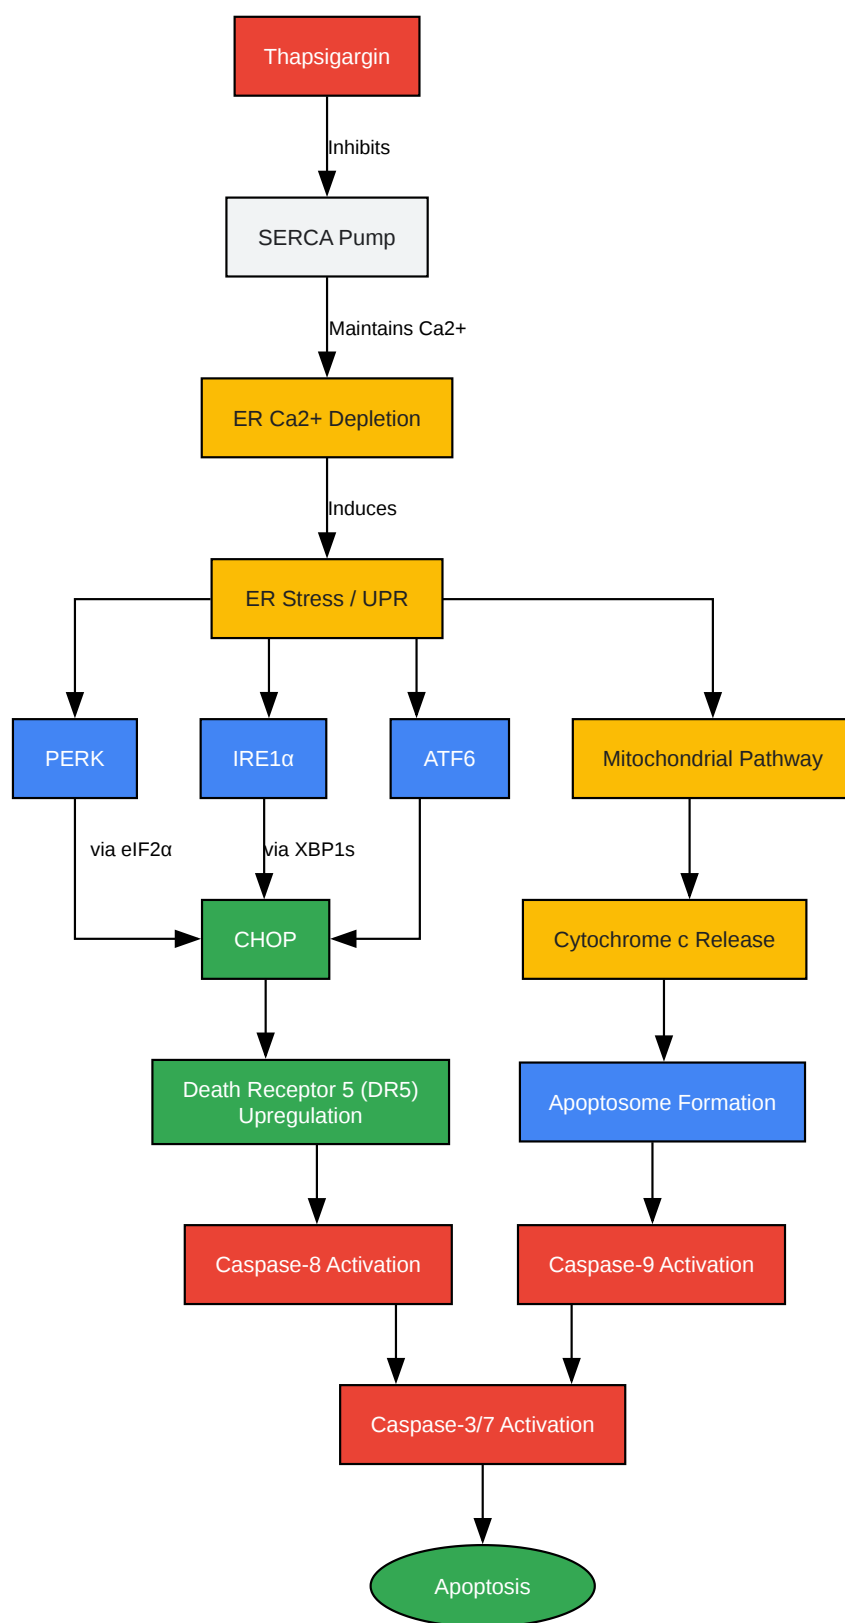 Thapsigargin
Inhibits
SERCA Pump
Maintains Ca2+
ER Ca2+ Depletion
Induces
ER Stress / UPR
PERK
IRE1α
ATF6
Mitochondrial Pathway
via eIF2α
via XBP1s
CHOP
Cytochrome c Release
Death Receptor 5 (DR5)
Upregulation
Apoptosome Formation
Caspase-8 Activation
Caspase-9 Activation
Caspase-3/7 Activation
Apoptosis